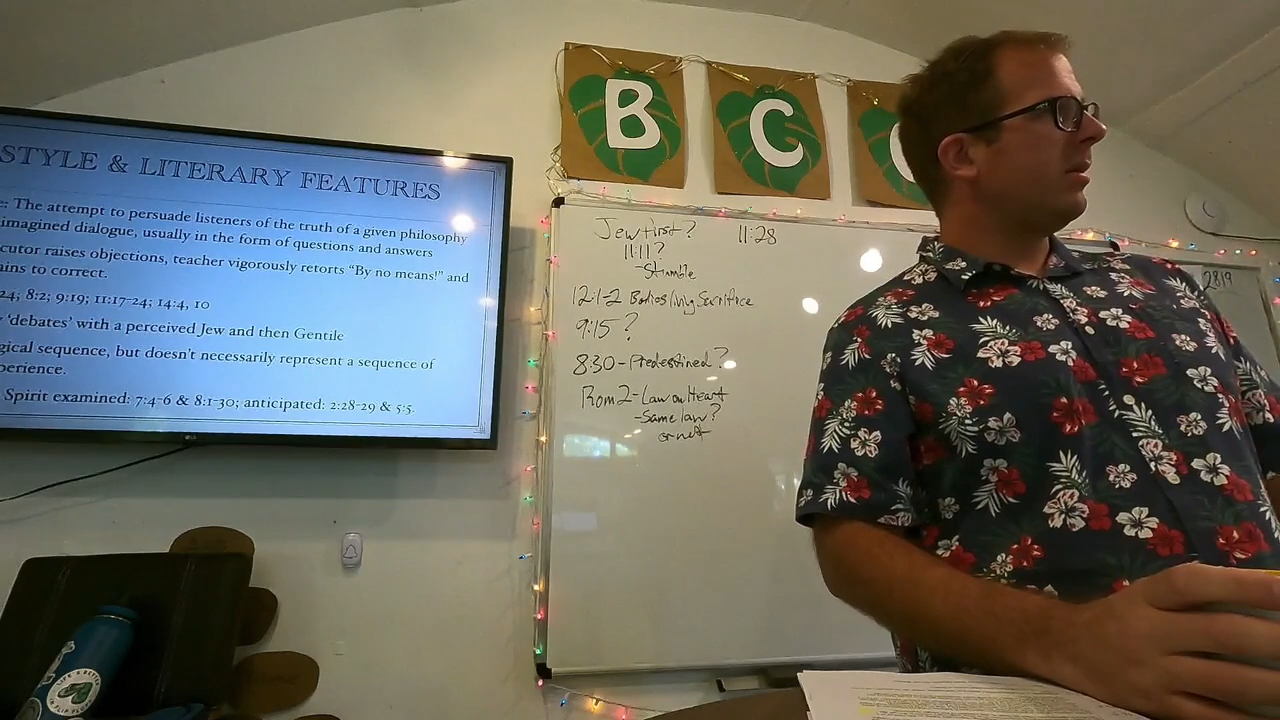 STYLE & LITERARY FEATURES
: The attempt to persuade listeners of the truth of a given philosophy
imagined dialogue, usually in the form of questions and answers
cutor raises objections, teacher vigorously retorts “By no means!” and
ains to correct.
24; 8:2; 9:19; 11:17-24; 14:4, 10
‘debates’ with a perceived Jew and then Gentile
gical sequence, but doesn’t necessarily represent a sequence of
perience.
Spirit examined: 7:4-6 & 8:1-30; anticipated: 2:28-29 & 5:5.
B C
Jew first? 11:28
11:11?
-Stumble
12:1-2 Bodies living Sacrifice
9:15?
8:30-Predestined?
Rom 2-Law on Heart
-Same law?
or not
2819